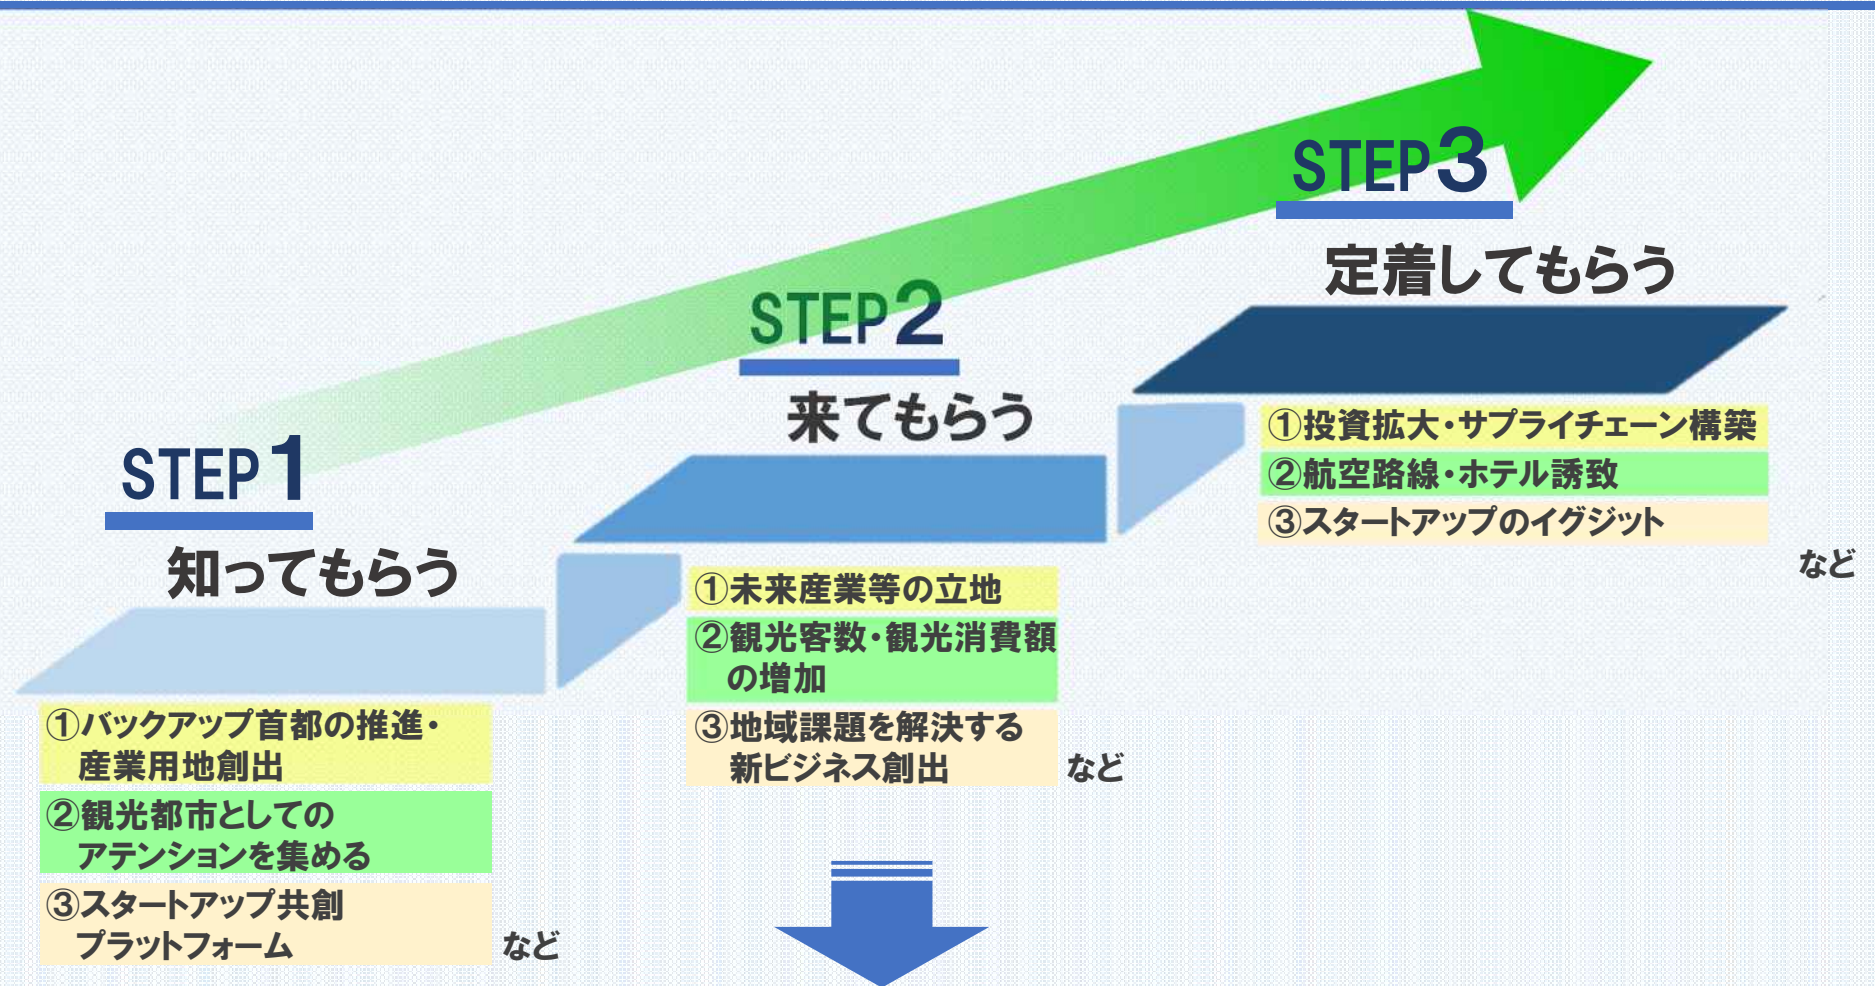 STEP1
知ってもらう
①バックアップ首都の推進・
産業用地創出
②観光都市としての
アテンションを集める
③スタートアップ共創
プラットフォーム
など
STEP2
来てもらう
①未来産業等の立地
②観光客数・観光消費額
の増加
③地域課題を解決する
新ビジネス創出
など
STEP3
定着してもらう
①投資拡大・サプライチェーン構築
②航空路線・ホテル誘致
③スタートアップのイグジット
など